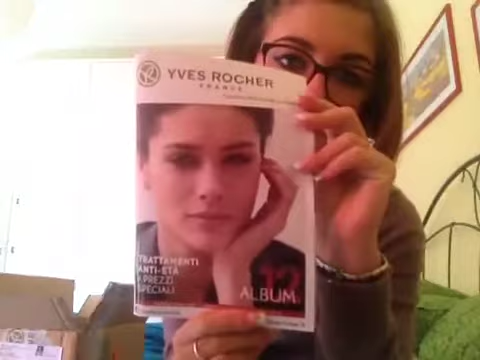 YVES ROCHER
FRANCE
TRATTAMENTI
ANTI-ETÀ
A PREZZI
SPECIALI
12
ALBUM